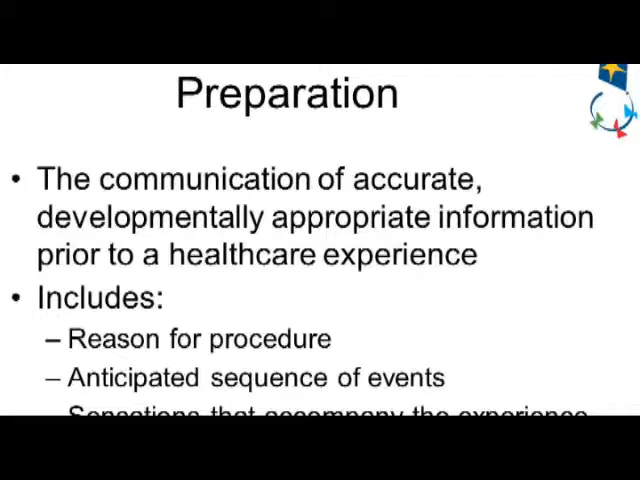 Preparation
• The communication of accurate,
developmentally appropriate information
prior to a healthcare experience
• Includes:
– Reason for procedure
– Anticipated sequence of events
Sensations that accompany the experience